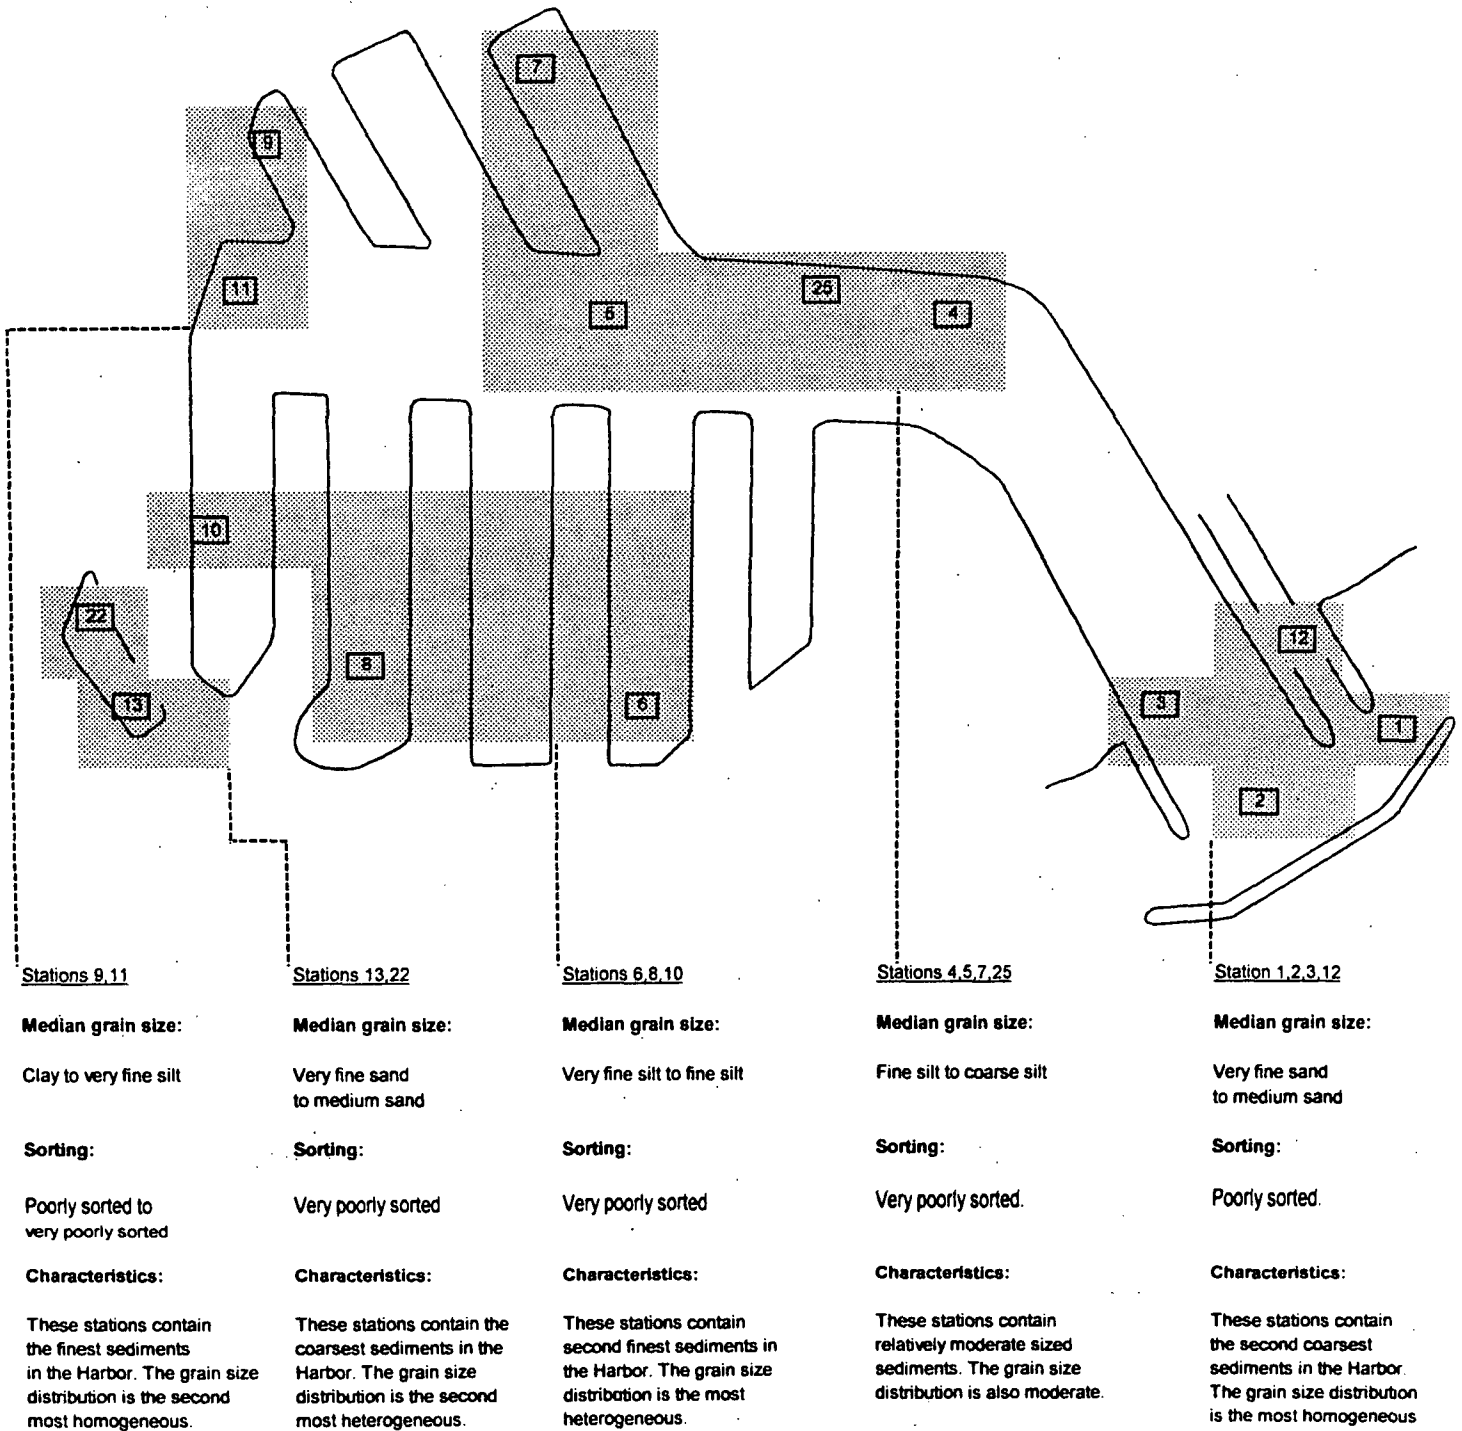 7
9
11
5
25
4
10
22
13
8
6
12
3
1
2
Stations 9,11
Median grain size:
Clay to very fine silt
Sorting:
Poorly sorted to
very poorly sorted
Characteristics:
These stations contain
the finest sediments
in the Harbor. The grain size
distribution is the second
most homogeneous.
Stations 13,22
Median grain size:
Very fine sand
to medium sand
Sorting:
Very poorly sorted
Characteristics:
These stations contain the
coarsest sediments in the
Harbor. The grain size
distribution is the second
most heterogeneous.
Stations 6,8,10
Median grain size:
Very fine silt to fine silt
Sorting:
Very poorly sorted
Characteristics:
These stations contain
second finest sediments in
the Harbor. The grain size
distribution is the most
heterogeneous.
Stations 4,5,7,25
Median grain size:
Fine silt to coarse silt
Sorting:
Very poorly sorted.
Characteristics:
These stations contain
relatively moderate sized
sediments. The grain size
distribution is also moderate.
Station 1,2,3,12
Median grain size:
Very fine sand
to medium sand
Sorting:
Poorly sorted.
Characteristics:
These stations contain
the second coarsest
sediments in the Harbor.
The grain size distribution
is the most homogeneous